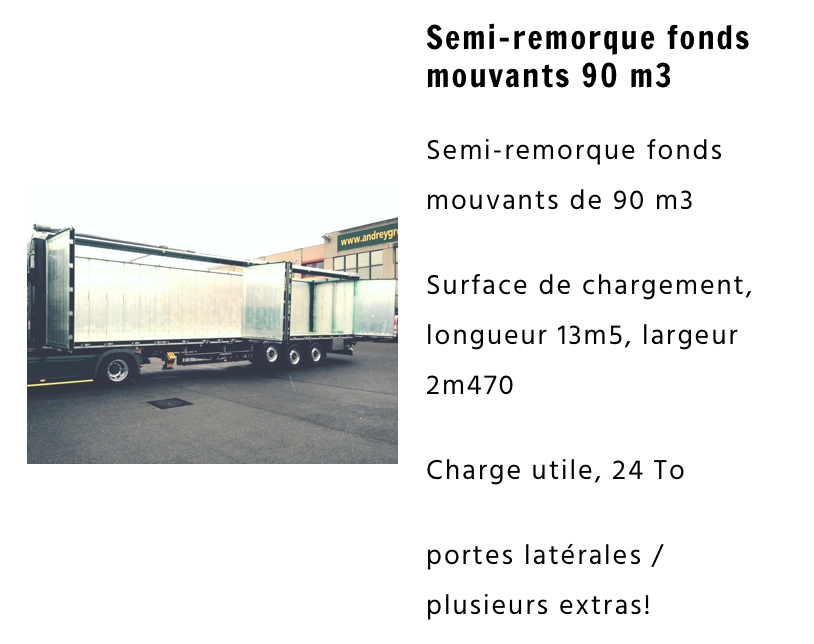 Semi-remorque fonds
mouvants 90 m3
Semi-remorque fonds
mouvants de 90 m3
www.andreygr
Surface de chargement,
longueur 13m5, largeur
2m470
Charge utile, 24 To
portes latérales /
plusieurs extras!